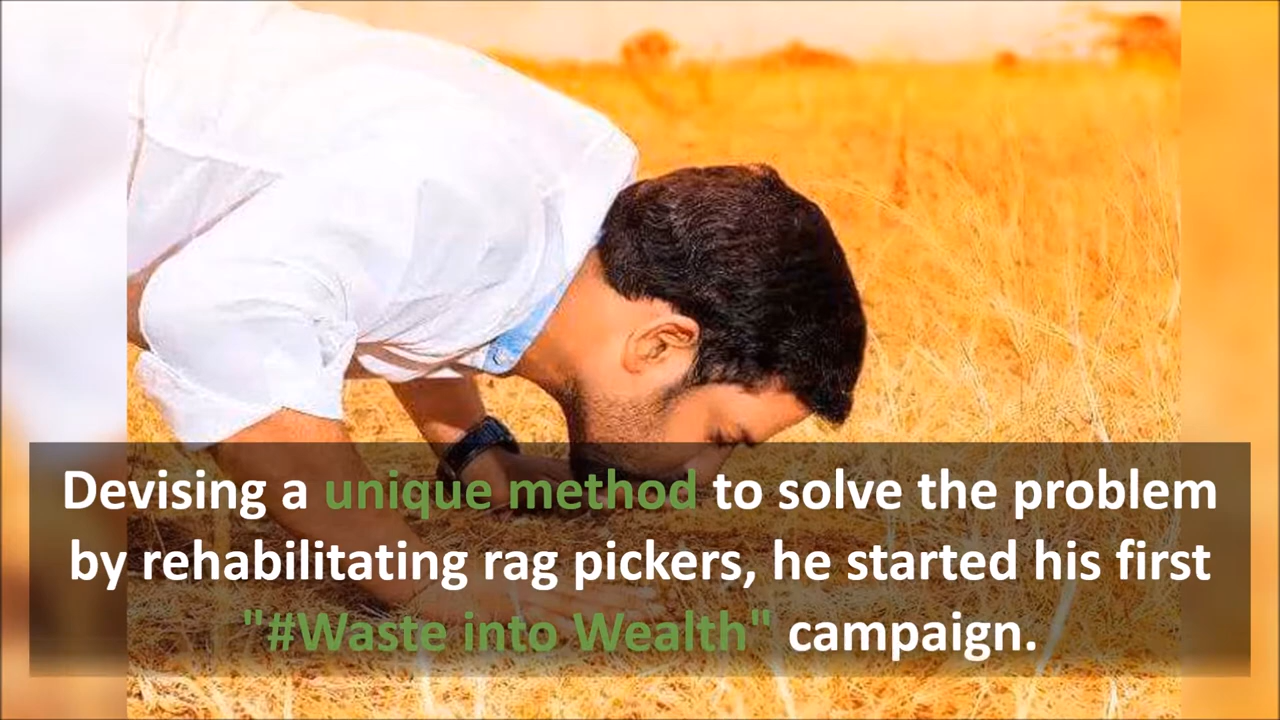 Devising a unique method to solve the problem
by rehabilitating rag pickers, he started his first
"#Waste into Wealth" campaign.